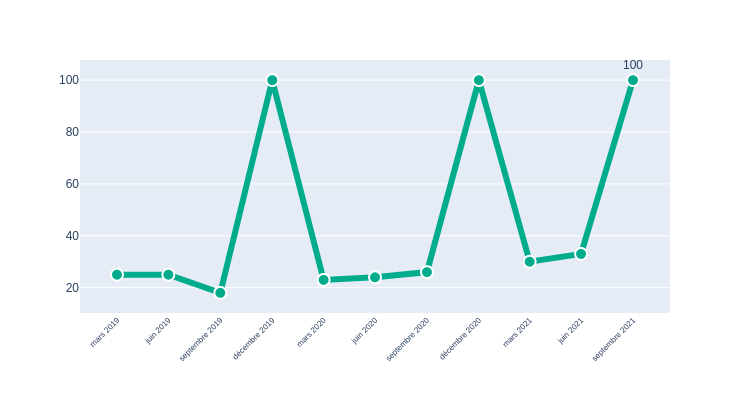 100
100
80
60
40
20
mars 2019
juin 2019
septembre 2019
décembre 2019
mars 2020
juin 2020
septembre 2020
décembre 2020
mars 2021
juin 2021
septembre 2021